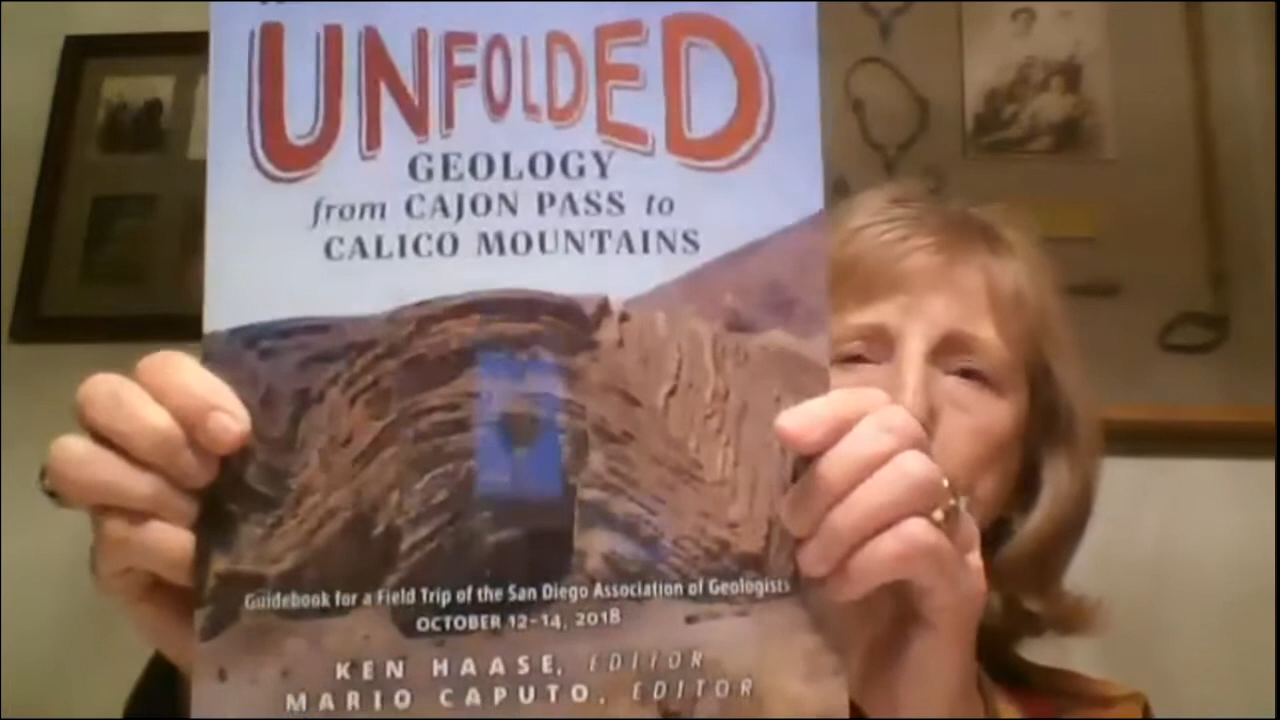 UNFOLDED
GEOLOGY
from CAJON PASS to
CALICO MOUNTAINS
Guidebook for a Field Trip of the San Diego Association of Geologists
OCTOBER 12-14, 2018
KEN HAASE, EDITOR
MARIO CAPUTO, EDITOR